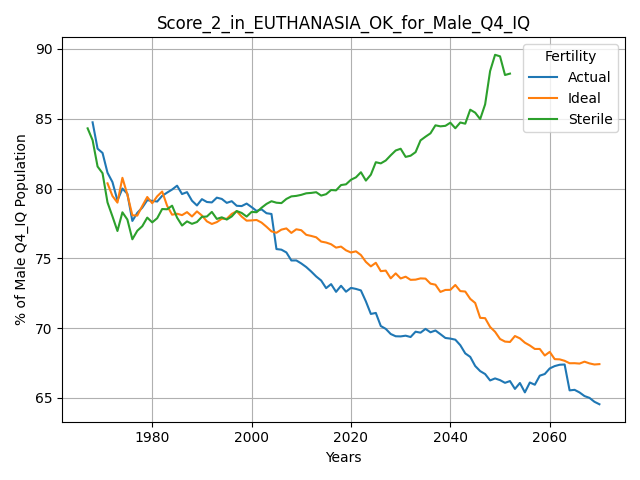 Score_2_in_EUTHANASIA_OK_for_Male_Q4_IQ
% of Male Q4_IQ Population
90
85
80
75
70
65
Fertility
Actual
Ideal
Sterile
1980
2000
2020
2040
2060
Years